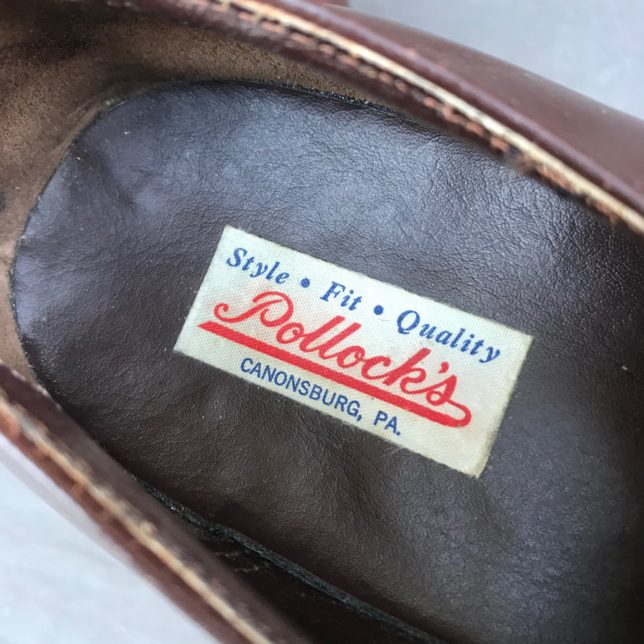 Style • Fit • Quality
Pollock's
CANONSBURG, PA.